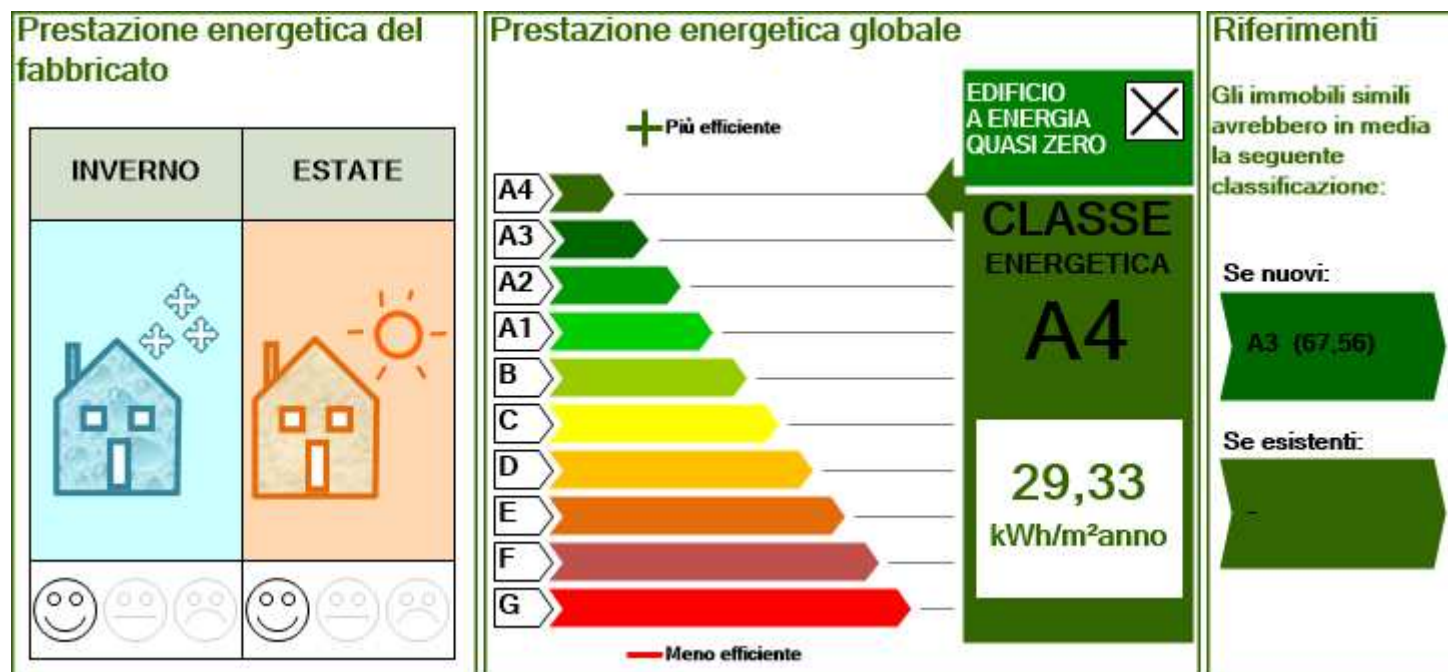 Prestazione energetica del
fabbricato
INVERNO
ESTATE
Prestazione energetica globale
Più efficiente
A4
A3
A2
A1
B
C
D
E
F
G
Meno efficiente
EDIFICIO
A ENERGIA
QUASI ZERO
CLASSE
ENERGETICA
A4
29,33
kWh/m²anno
Riferimenti
Gli immobili simili
avrebbero in media
la seguente
classificazione:
Se nuovi:
A3 (67,56)
Se esistenti:
-